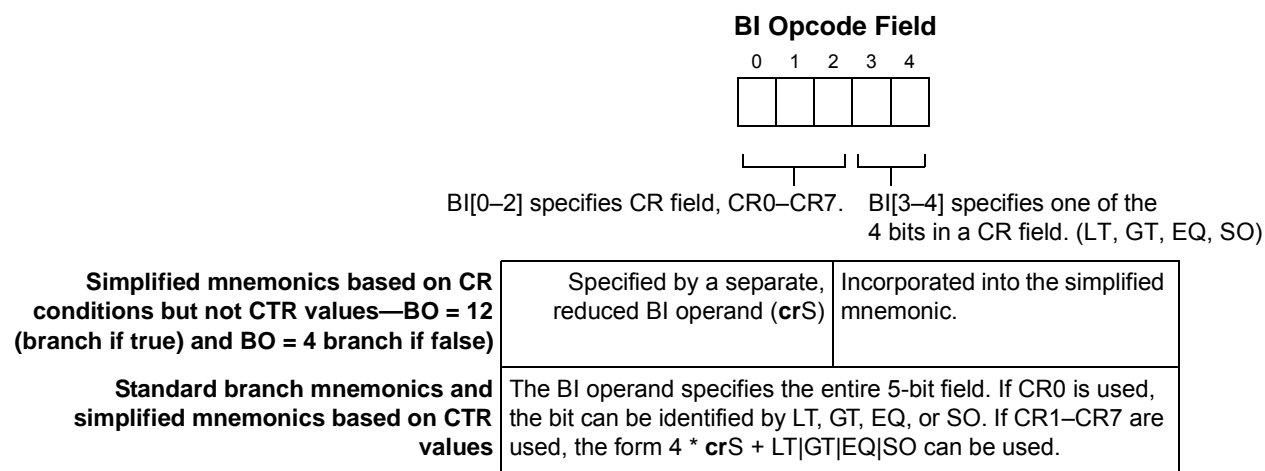 BI Opcode Field
0 1 2 3 4
BI[0–2] specifies CR field, CR0–CR7.
BI[3–4] specifies one of the
4 bits in a CR field. (LT, GT, EQ, SO)
Simplified mnemonics based on CR
conditions but not CTR values—BO = 12
(branch if true) and BO = 4 branch if false)
Specified by a separate,
reduced BI operand (crS)
Incorporated into the simplified
mnemonic.
Standard branch mnemonics and
simplified mnemonics based on CTR
values
The BI operand specifies the entire 5-bit field. If CR0 is used,
the bit can be identified by LT, GT, EQ, or SO. If CR1–CR7 are
used, the form 4 * crS + LT|GT|EQ|SO can be used.